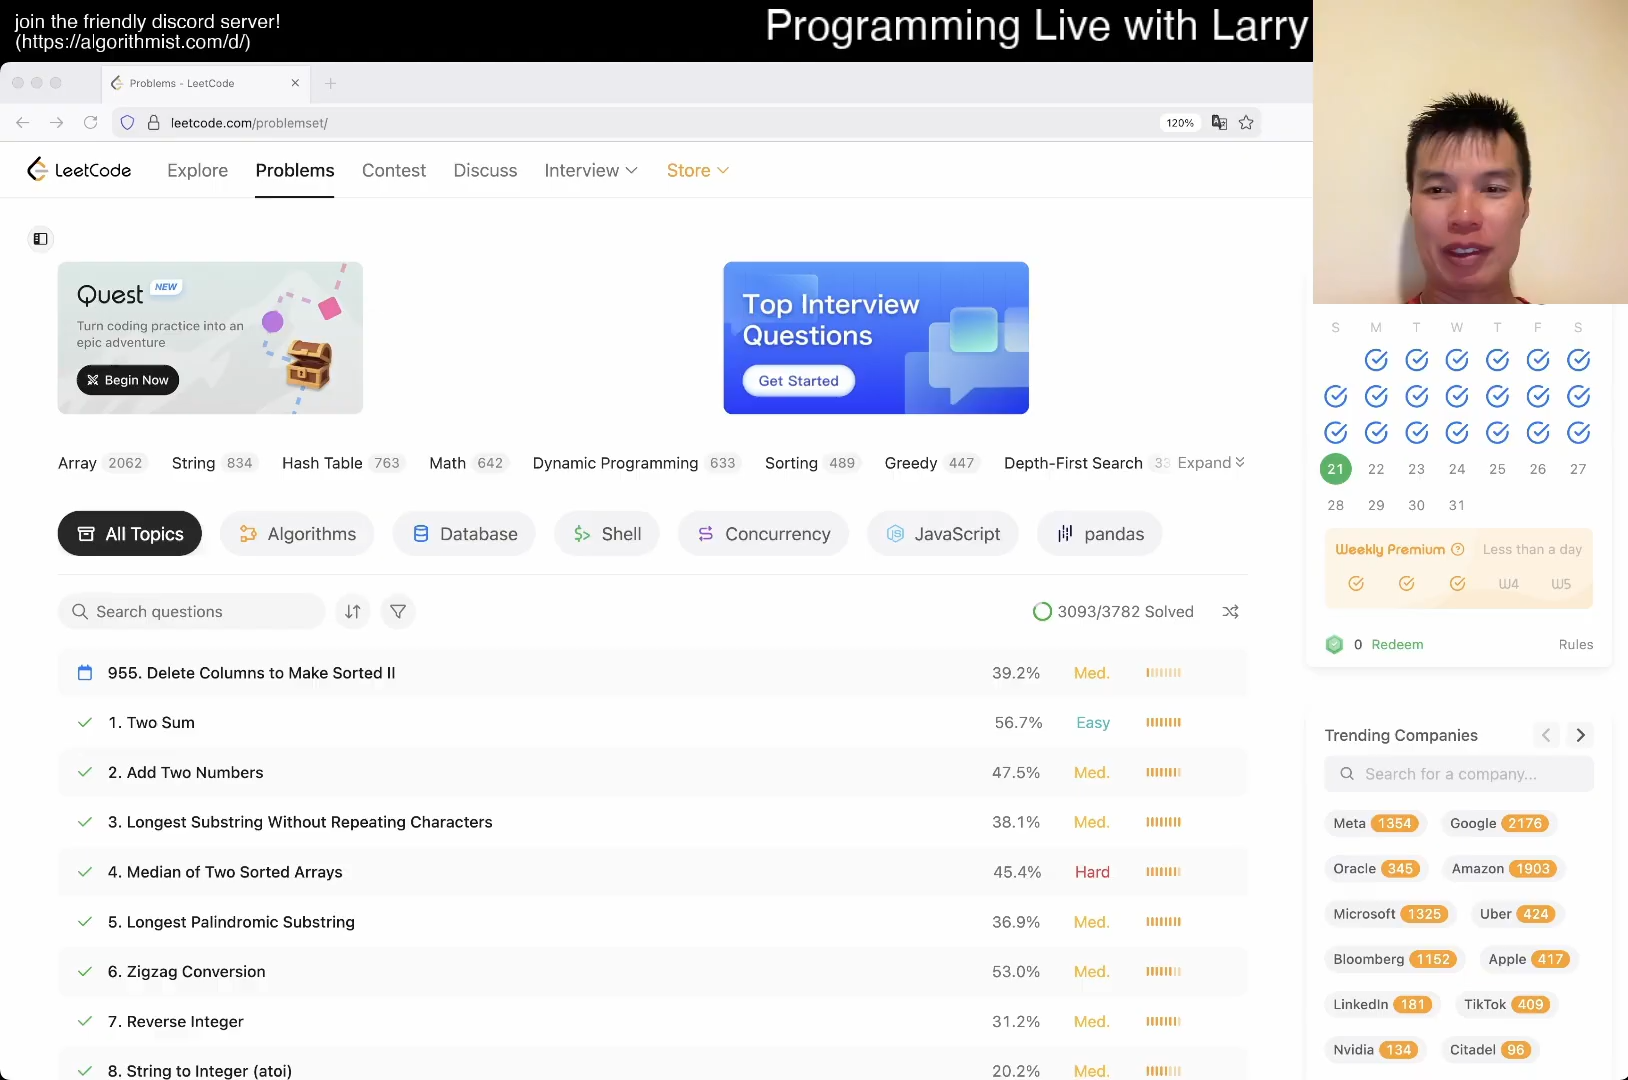 join the friendly discord server!
(https://algorithmist.com/d/)
Programming Live with Larry
Problems - LeetCode
leetcode.com/problemset/
120%
LeetCode Explore Problems Contest Discuss Interview Store
Quest NEW
Turn coding practice into an
epic adventure
Begin Now
Top Interview
Questions
Get Started
Array 2062 String 834 Hash Table 763 Math 642 Dynamic Programming 633 Sorting 489 Greedy 447 Depth-First Search 33 Expand
All Topics Algorithms Database Shell Concurrency JavaScript pandas
Search questions
3093/3782 Solved
955. Delete Columns to Make Sorted II 39.2% Med.
1. Two Sum 56.7% Easy
2. Add Two Numbers 47.5% Med.
3. Longest Substring Without Repeating Characters 38.1% Med.
4. Median of Two Sorted Arrays 45.4% Hard
5. Longest Palindromic Substring 36.9% Med.
6. Zigzag Conversion 53.0% Med.
7. Reverse Integer 31.2% Med.
8. String to Integer (atoi) 20.2% Med.
S M T W T F S
21 22 23 24 25 26 27
28 29 30 31
Weekly Premium Less than a day
W4 W5
0 Redeem Rules
Trending Companies
Search for a company...
Meta 1354 Google 2176
Oracle 345 Amazon 1903
Microsoft 1325 Uber 424
Bloomberg 1152 Apple 417
LinkedIn 181 TikTok 409
Nvidia 134 Citadel 96